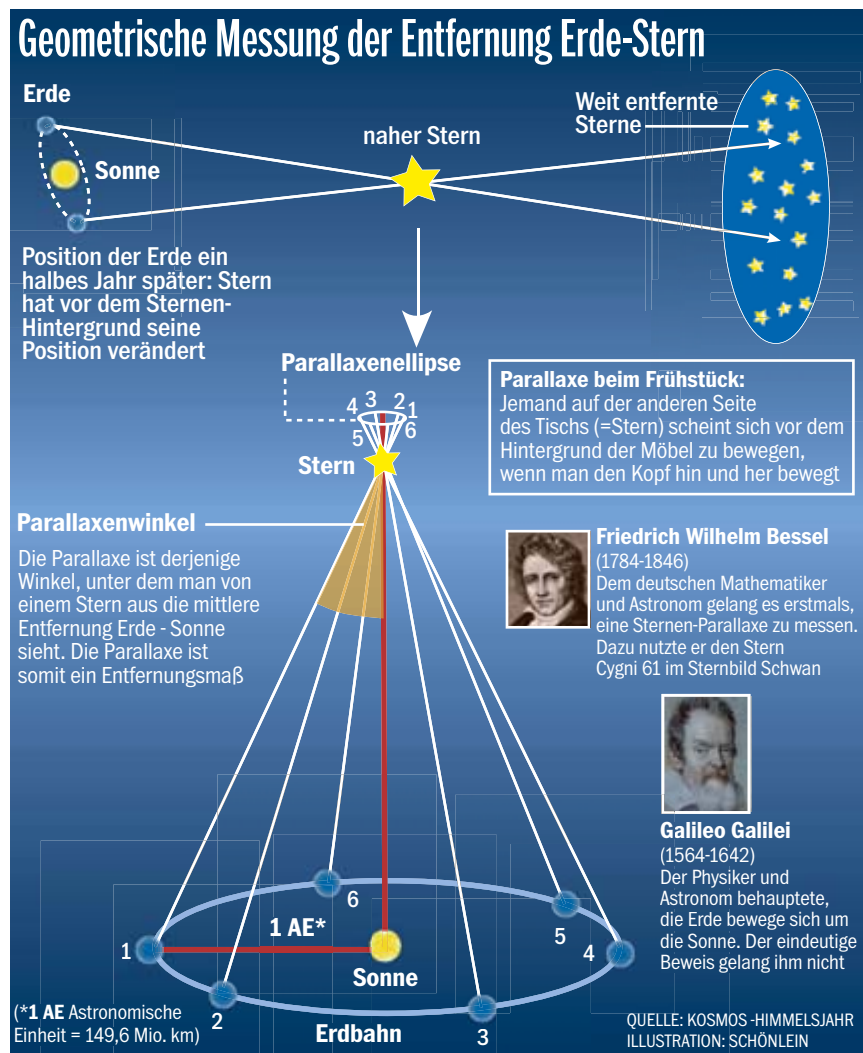 Geometrische Messung der Entfernung Erde-Stern
Erde
Sonne
naher Stern
Weit entfernte
Sterne
Position der Erde ein
halbes Jahr später: Stern
hat vor dem Sternen-
Hintergrund seine
Position verändert
Parallaxenellipse
4 3 2 1
5 6
Stern
Parallaxe beim Frühstück:
Jemand auf der anderen Seite
des Tischs (=Stern) scheint sich vor dem
Hintergrund der Möbel zu bewegen,
wenn man den Kopf hin und her bewegt
Parallaxenwinkel
Die Parallaxe ist derjenige
Winkel, unter dem man von
einem Stern aus die mittlere
Entfernung Erde - Sonne
sieht. Die Parallaxe ist
somit ein Entfernungsmaß
Friedrich Wilhelm Bessel
(1784-1846)
Dem deutschen Mathematiker
und Astronom gelang es erstmals,
eine Sternen-Parallaxe zu messen.
Dazu nutzte er den Stern
Cygni 61 im Sternbild Schwan
Galileo Galilei
(1564-1642)
Der Physiker und
Astronom behauptete,
die Erde bewege sich um
die Sonne. Der eindeutige
Beweis gelang ihm nicht
6
1 AE*
5
1
4
Sonne
2
3
Erdbahn
(*1 AE Astronomische
Einheit = 149,6 Mio. km)
QUELLE: KOSMOS -HIMMELSJAHR
ILLUSTRATION: SCHÖNLEIN